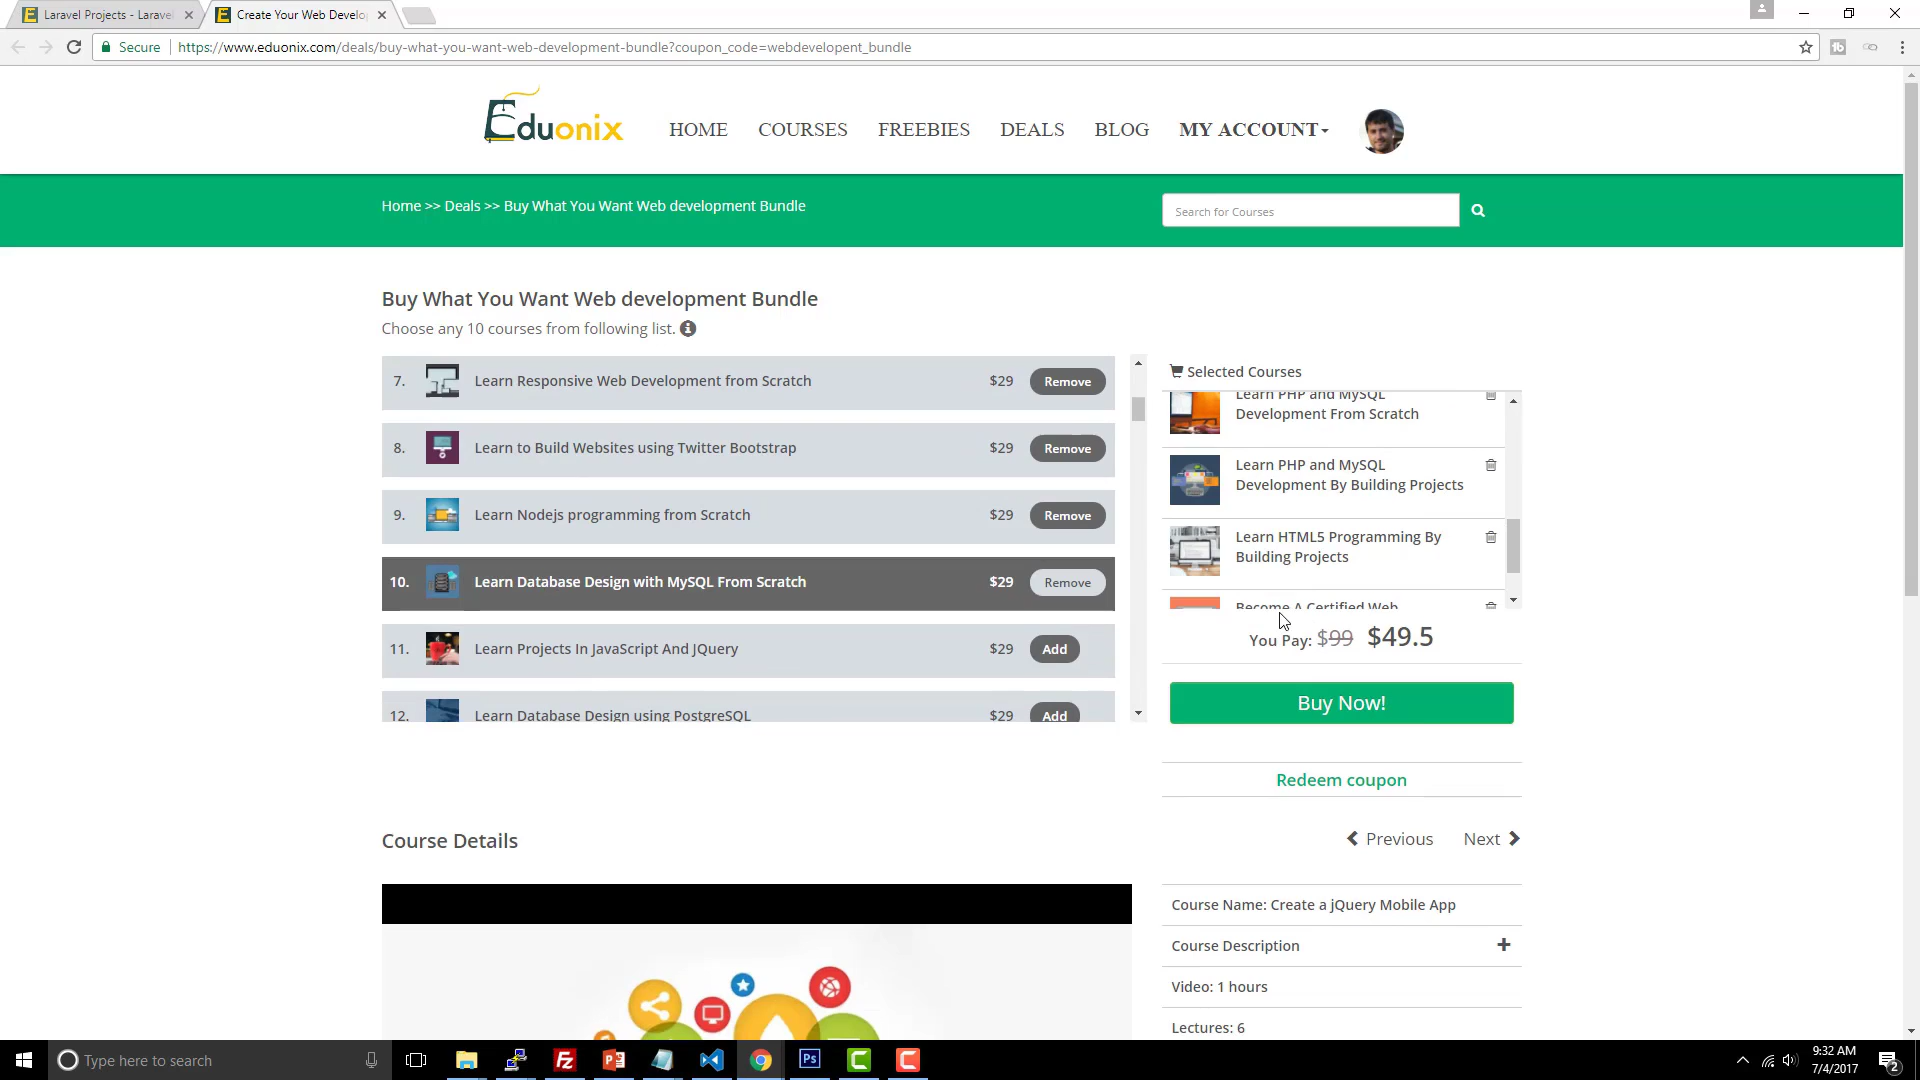 Laravel Projects - Larave
Create Your Web Develo
Secure
https://www.eduonix.com/deals/buy-what-you-want-web-development-bundle?coupon_code=webdevelopent_bundle
Eduonix
HOME
COURSES
FREEBIES
DEALS
BLOG
MY ACCOUNT
Home >> Deals >> Buy What You Want Web development Bundle
Search for Courses
Buy What You Want Web development Bundle
Choose any 10 courses from following list.
7. Learn Responsive Web Development from Scratch $29 Remove
8. Learn to Build Websites using Twitter Bootstrap $29 Remove
9. Learn Nodejs programming from Scratch $29 Remove
10. Learn Database Design with MySQL From Scratch $29 Remove
11. Learn Projects In JavaScript And JQuery $29 Add
12. Learn Database Design using PostgreSQL $29 Add
Selected Courses
Learn PHP and MySQL
Development From Scratch
Learn PHP and MySQL
Development By Building Projects
Learn HTML5 Programming By
Building Projects
Become A Certified Web
You Pay: $99 $49.5
Buy Now!
Redeem coupon
Course Details
Previous
Next
Course Name: Create a jQuery Mobile App
Course Description
Video: 1 hours
Lectures: 6
Type here to search
9:32 AM
7/4/2017
2